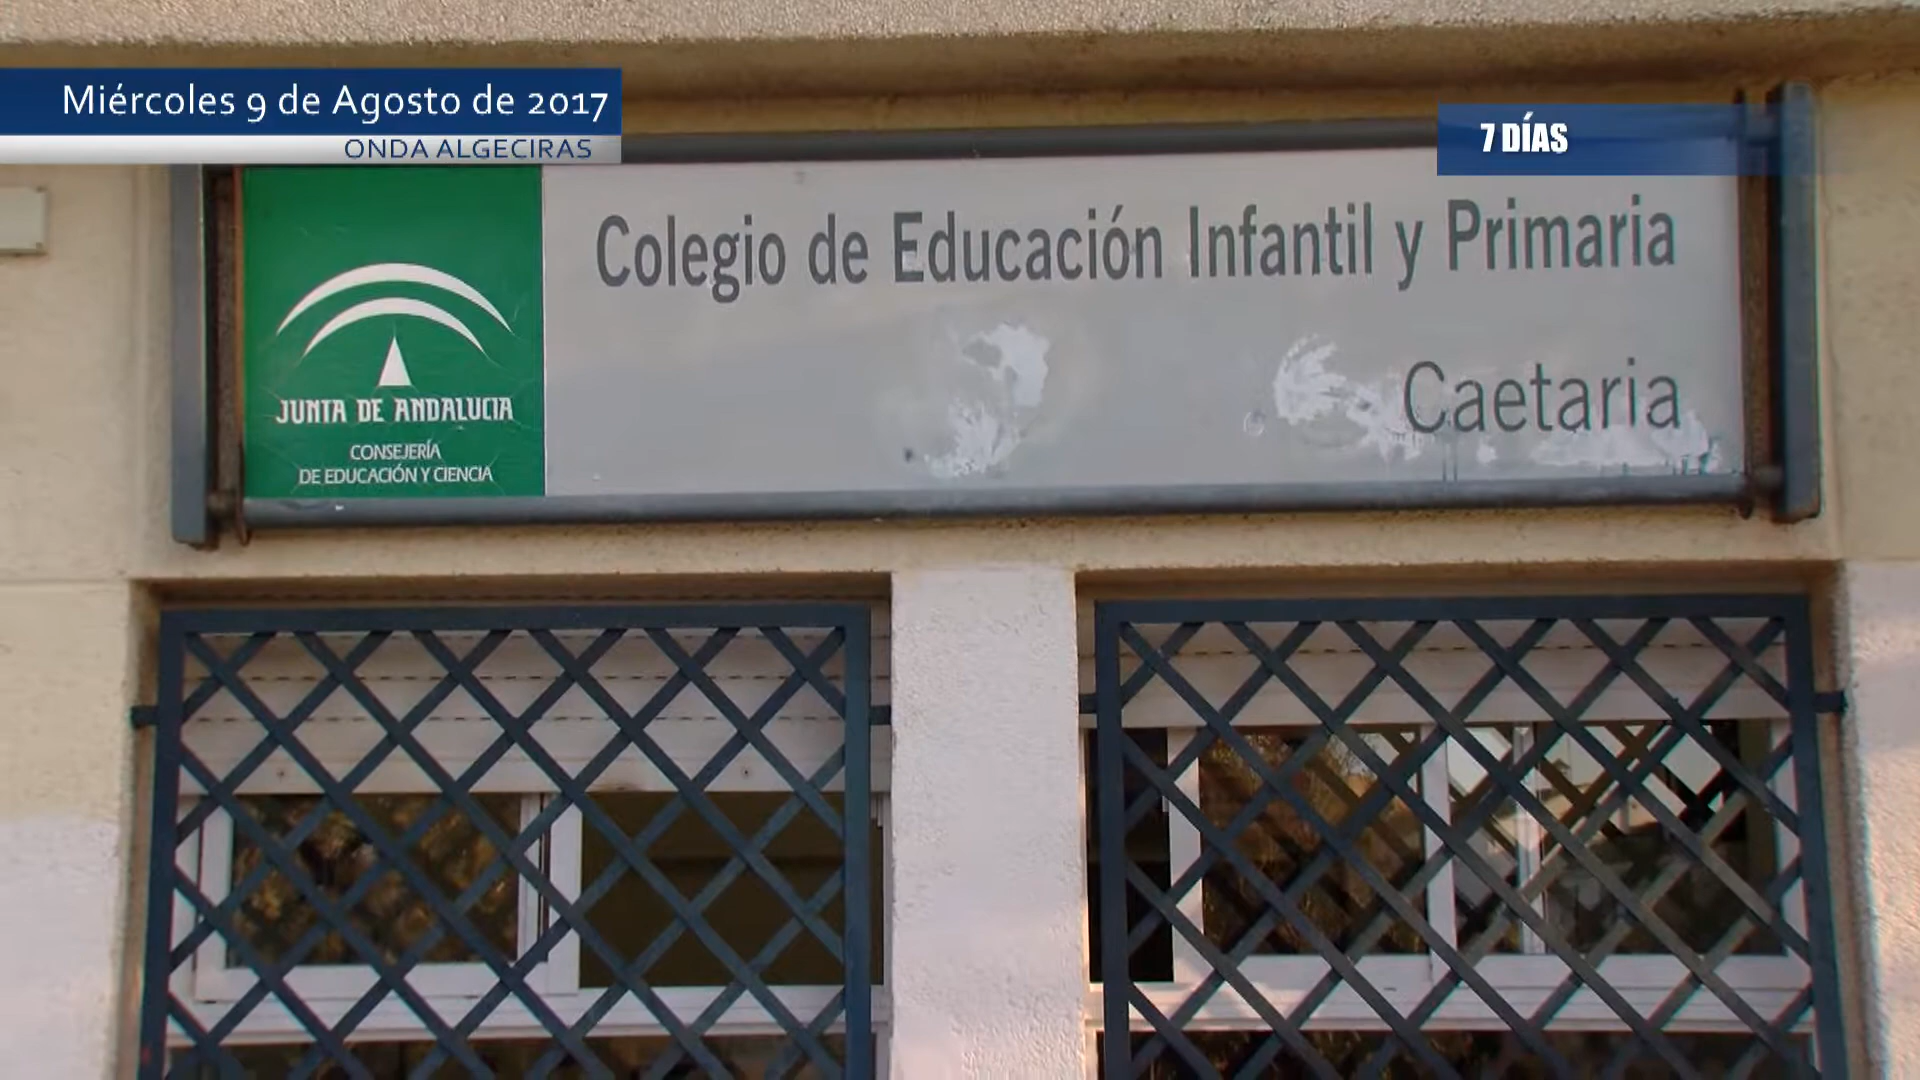 Miércoles 9 de Agosto de 2017
ONDA ALGECIRAS
7 DÍAS
Colegio de Educación Infantil y Primaria
Caetaria
JUNTA DE ANDALUCIA
CONSEJERÍA
DE EDUCACIÓN Y CIENCIA